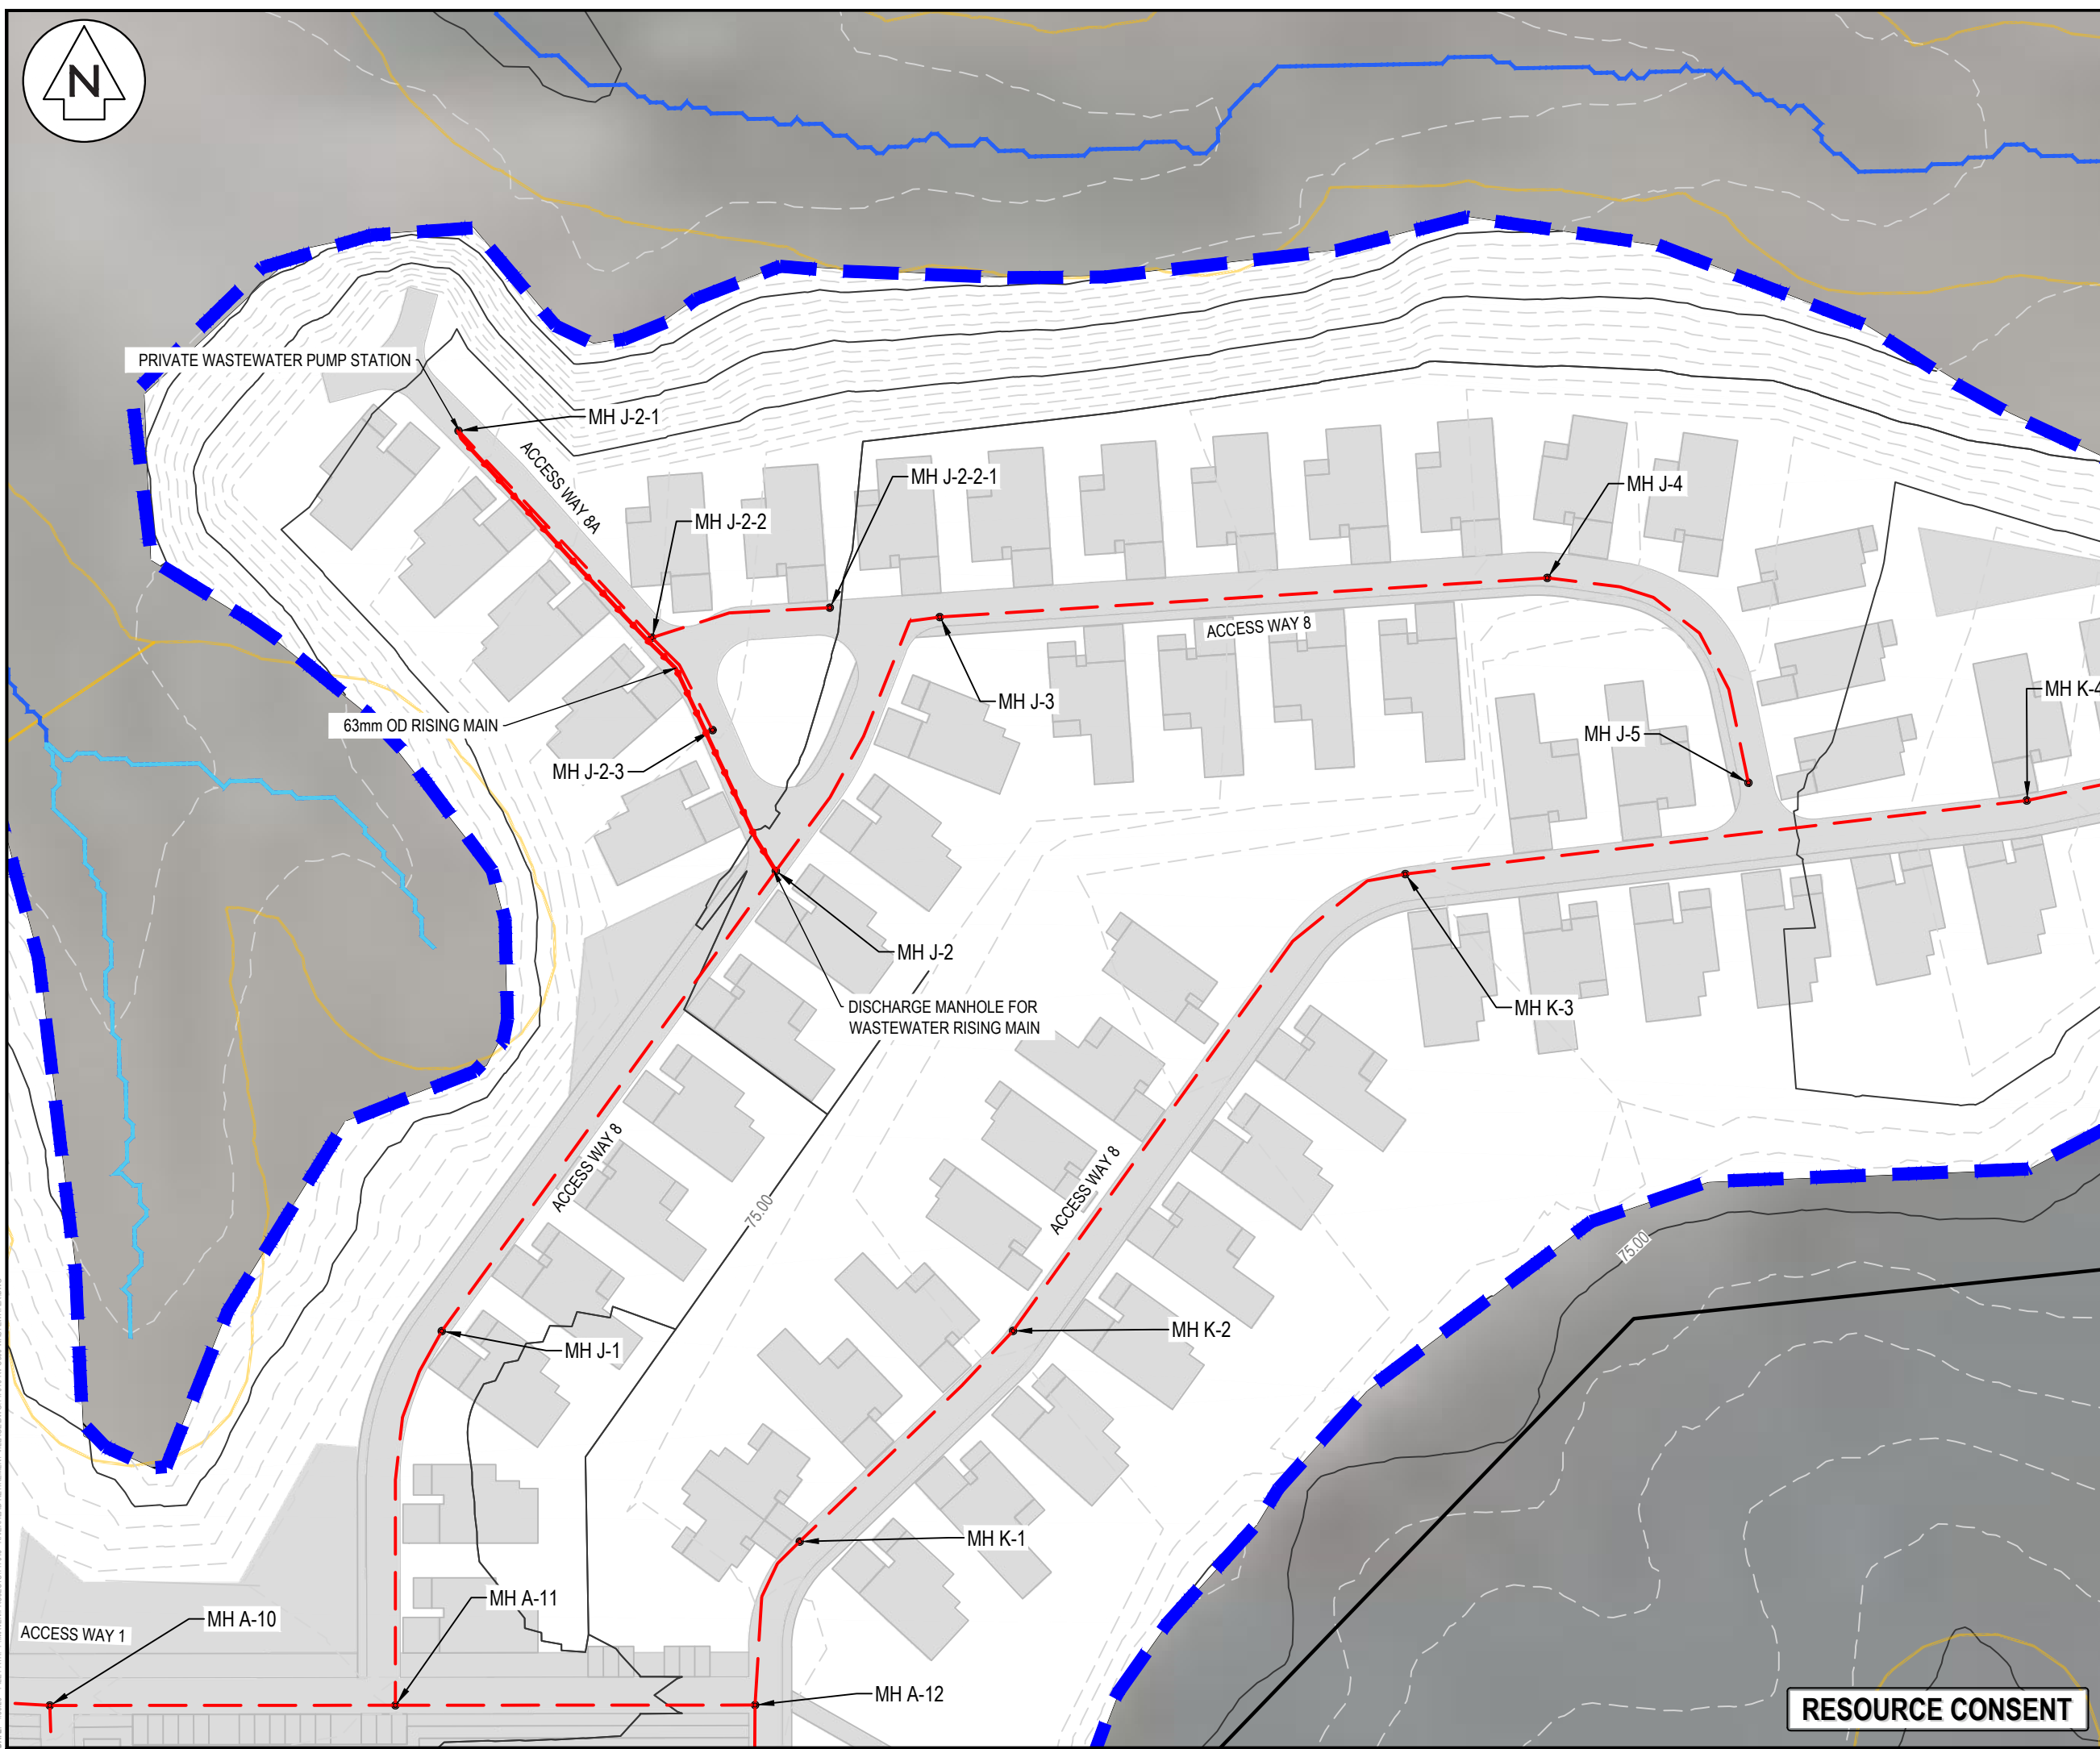 N
PRIVATE WASTEWATER PUMP STATION
MH J-2-1
ACCESS WAY 8A
MH J-2-2-1
MH J-2-2
MH J-4
ACCESS WAY 8
MH J-3
MH K-4
63mm OD RISING MAIN
MH J-5
MH J-2-3
MH J-2
DISCHARGE MANHOLE FOR
WASTEWATER RISING MAIN
MH K-3
ACCESS WAY 8
ACCESS WAY 8
75.00
75.00
MH K-2
MH J-1
MH K-1
MH A-11
MH A-10
ACCESS WAY 1
MH A-12
RESOURCE CONSENT